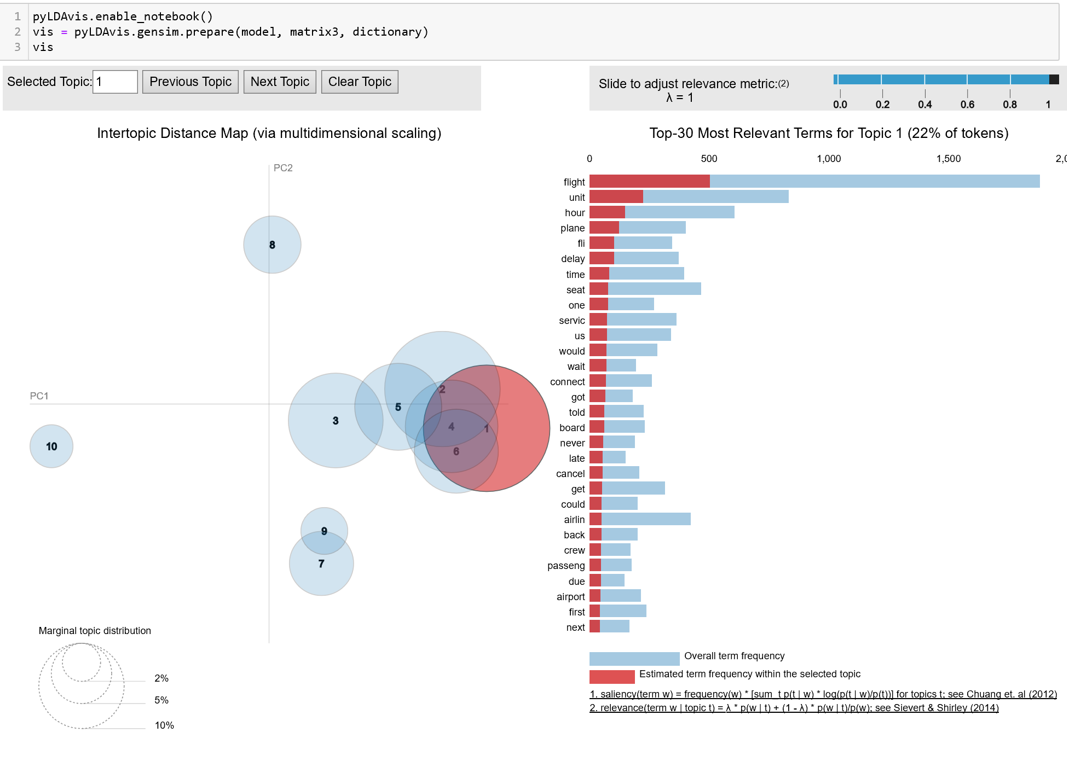 1 pyLDAvis.enable_notebook()
2 vis = pyLDAvis.gensim.prepare(model, matrix3, dictionary)
3 vis
Selected Topic: 1 Previous Topic Next Topic Clear Topic
Slide to adjust relevance metric:(2)
λ = 1
0.0 0.2 0.4 0.6 0.8 1
Intertopic Distance Map (via multidimensional scaling)
PC2
PC1
8
2
5
3
4
1
6
10
9
7
Marginal topic distribution
2%
5%
10%
Top-30 Most Relevant Terms for Topic 1 (22% of tokens)
0 500 1,000 1,500 2,0
flight
unit
hour
plane
fli
delay
time
seat
one
servic
us
would
wait
connect
got
told
board
never
late
cancel
get
could
airlin
back
crew
passeng
due
airport
first
next
Overall term frequency
Estimated term frequency within the selected topic
1. saliency(term w) = frequency(w) * [sum_t p(t | w) * log(p(t | w)/p(t))] for topics t; see Chuang et. al (2012)
2. relevance(term w | topic t) = λ * p(w | t) + (1 - λ) * p(w | t)/p(w); see Sievert & Shirley (2014)